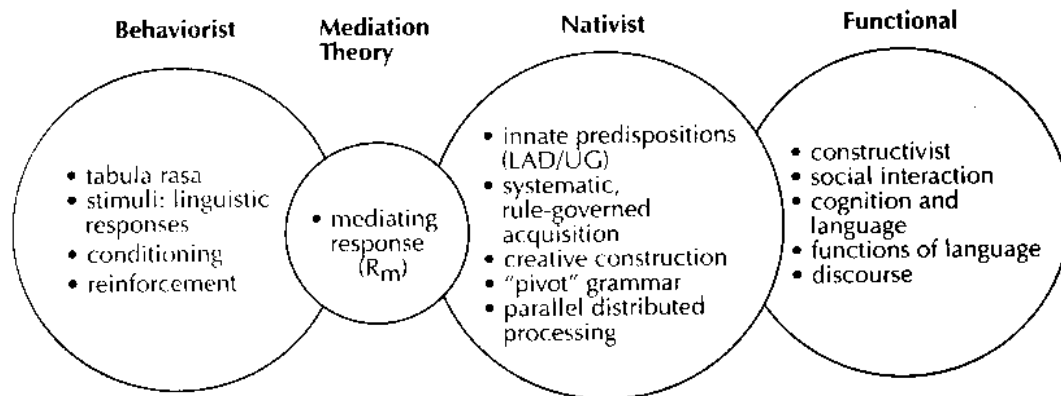 Behaviorist
Mediation
Theory
Nativist
Functional
• tabula rasa
• stimuli: linguistic
responses
• conditioning
• reinforcement
• mediating
response
(Rm)
• innate predispositions
(LAD/UG)
• systematic,
rule-governed
acquisition
• creative construction
• "pivot" grammar
• parallel distributed
processing
• constructivist
• social interaction
• cognition and
language
• functions of language
• discourse